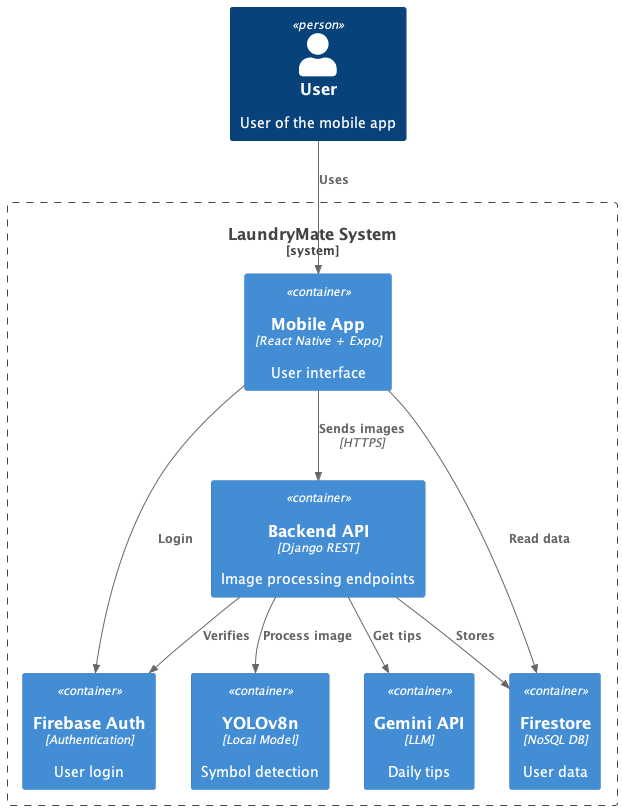 «person»
User
User of the mobile app
Uses
LaundryMate System
[system]
«container»
Mobile App
[React Native + Expo]
User interface
Sends images
[HTTPS]
«container»
Backend API
[Django REST]
Image processing endpoints
Login
Read data
Verifies
Process image
Get tips
Stores
«container»
Firebase Auth
[Authentication]
User login
«container»
YOLOv8n
[Local Model]
Symbol detection
«container»
Gemini API
[LLM]
Daily tips
«container»
Firestore
[NoSQL DB]
User data